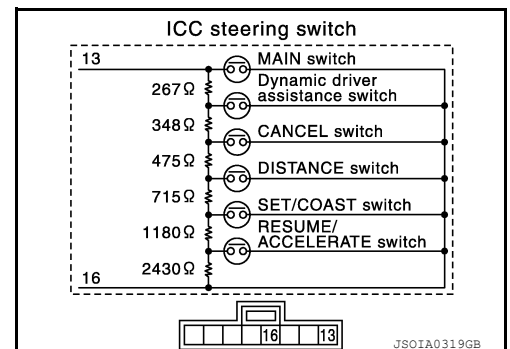 ICC steering switch
13
MAIN switch
267Ω
Dynamic driver
assistance switch
348Ω
CANCEL switch
475Ω
DISTANCE switch
715Ω
SET/COAST switch
1180Ω
RESUME/
ACCELERATE switch
2430Ω
16
16 13
JSOIA0319GB